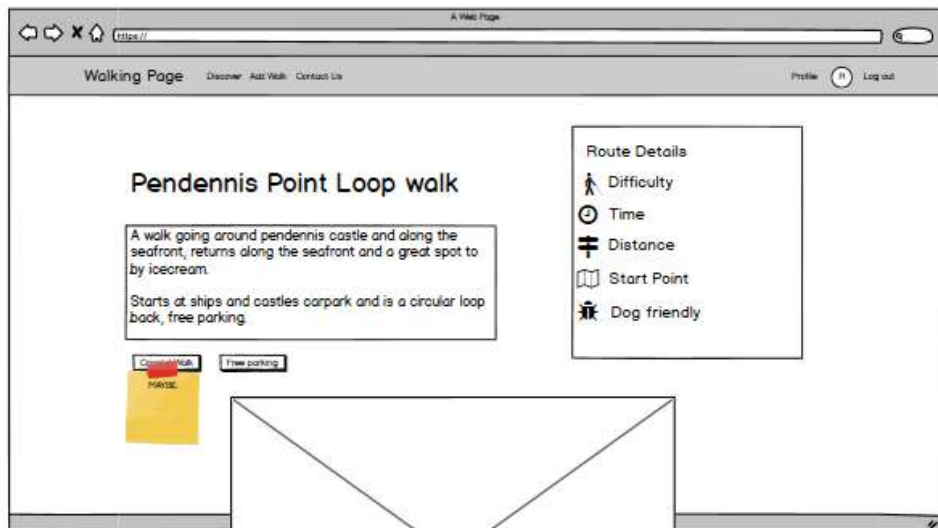 A Web Page
https://
Walking Page Discover Add Walk Contact Us Profile R Log out
Route Details
Difficulty
Time
Distance
Start Point
Dog friendly
Pendennis Point Loop walk
A walk going around pendennis castle and along the
seafront, returns along the seafront and a great spot to
by icecream.
Starts at ships and castles carpark and is a circular loop
back, free parking.
Walk Free parking
MAYBE